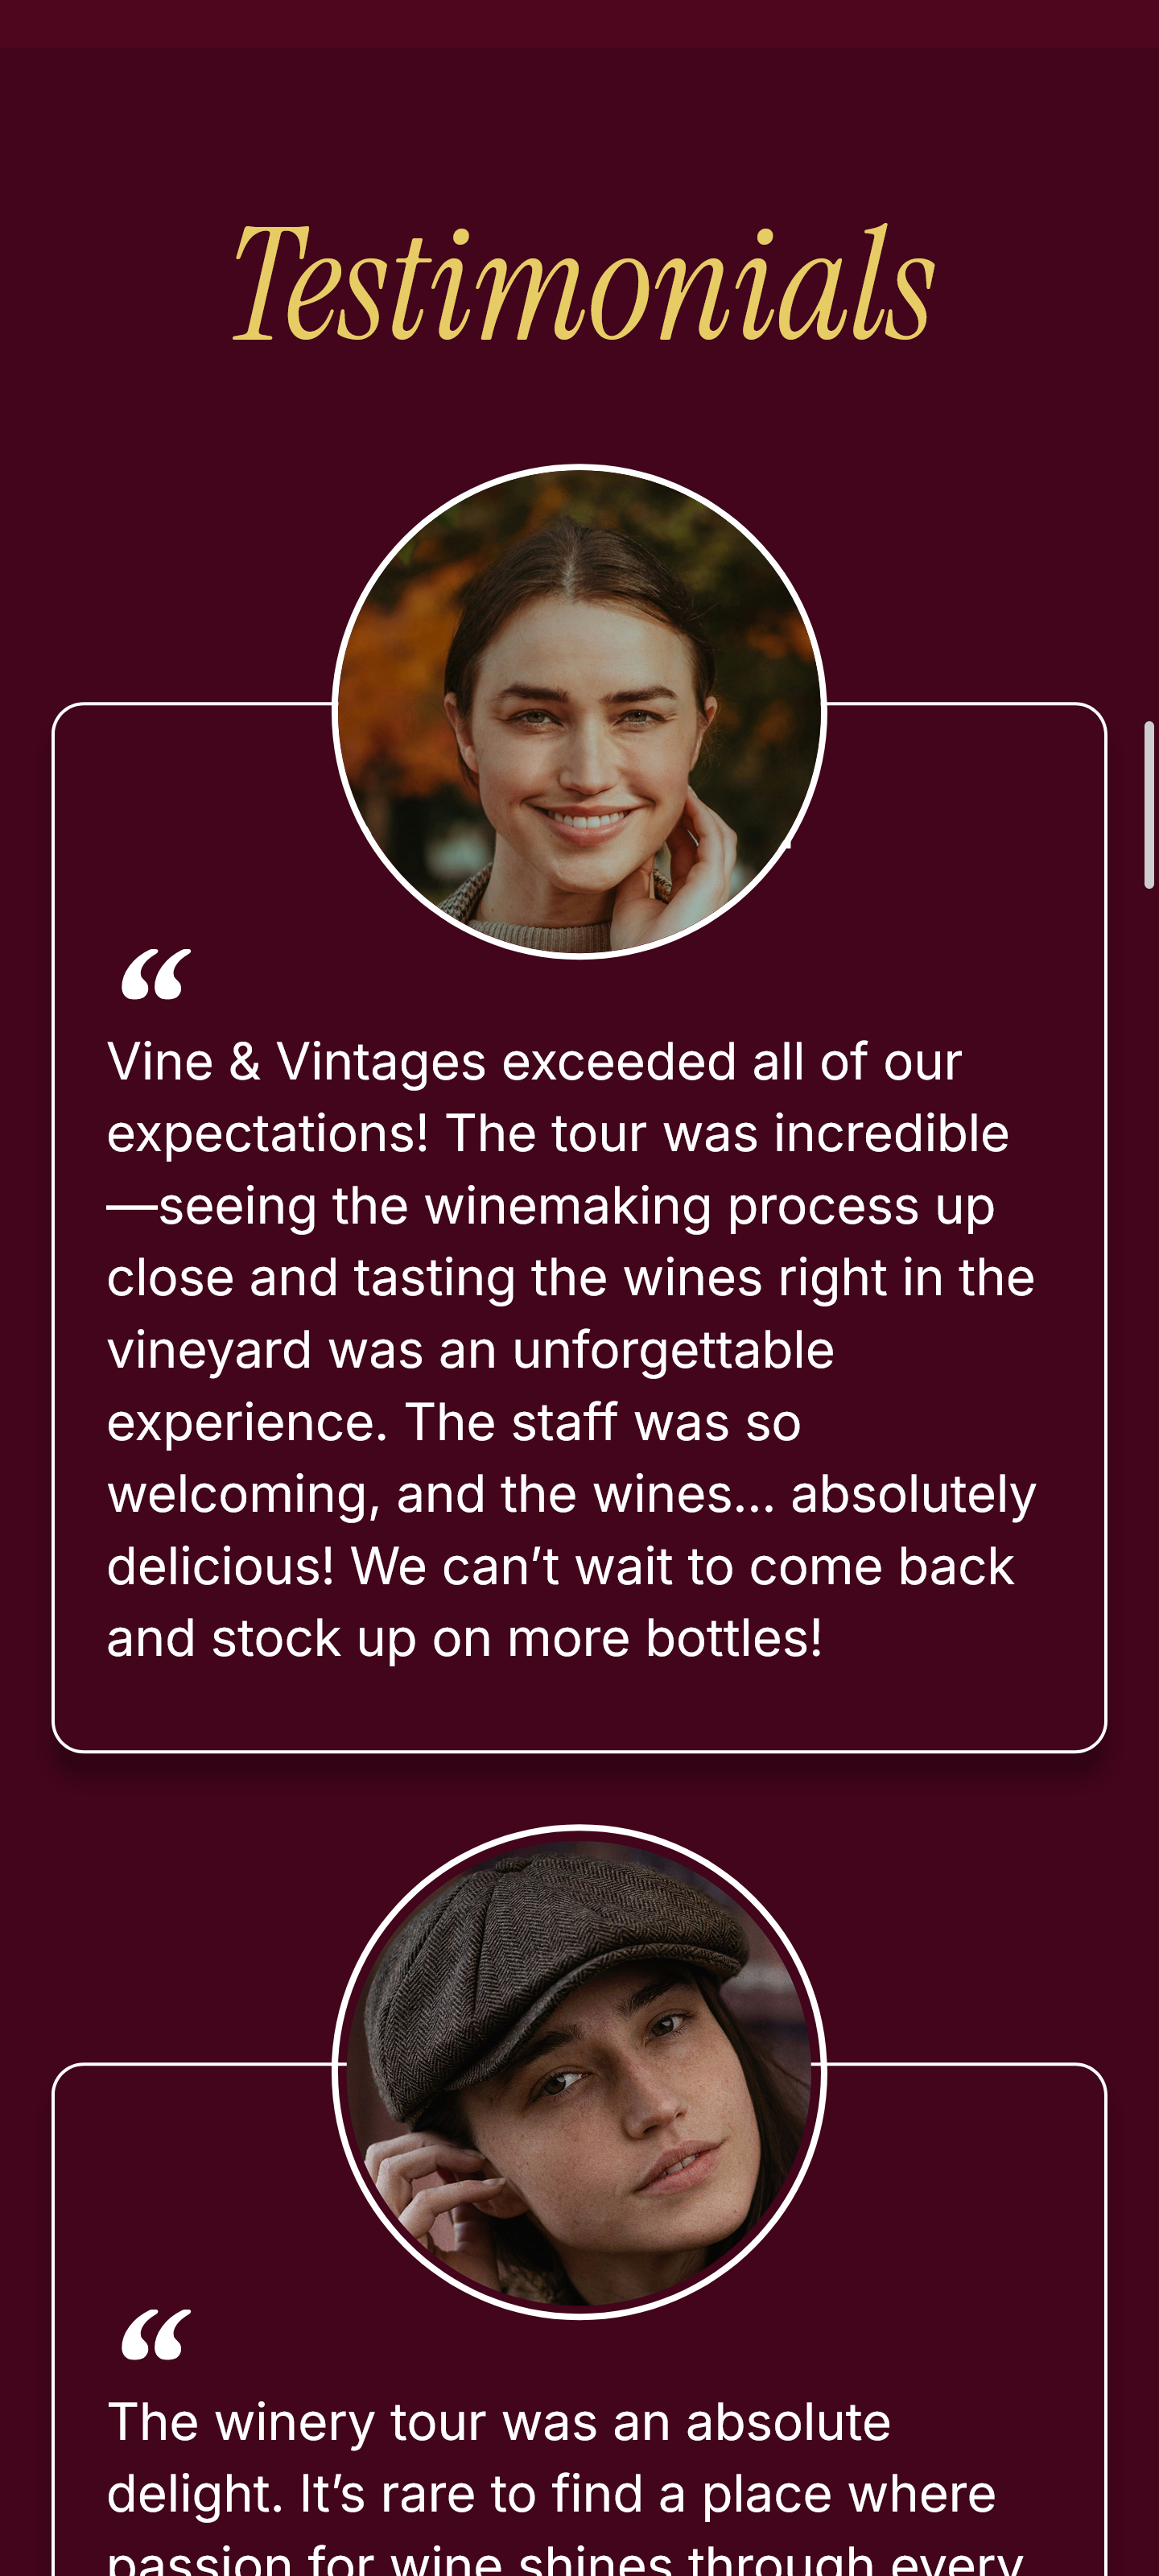 Testimonials
“
Vine & Vintages exceeded all of our
expectations! The tour was incredible
—seeing the winemaking process up
close and tasting the wines right in the
vineyard was an unforgettable
experience. The staff was so
welcoming, and the wines... absolutely
delicious! We can’t wait to come back
and stock up on more bottles!
“
The winery tour was an absolute
delight. It’s rare to find a place where
passion for wine shines through every